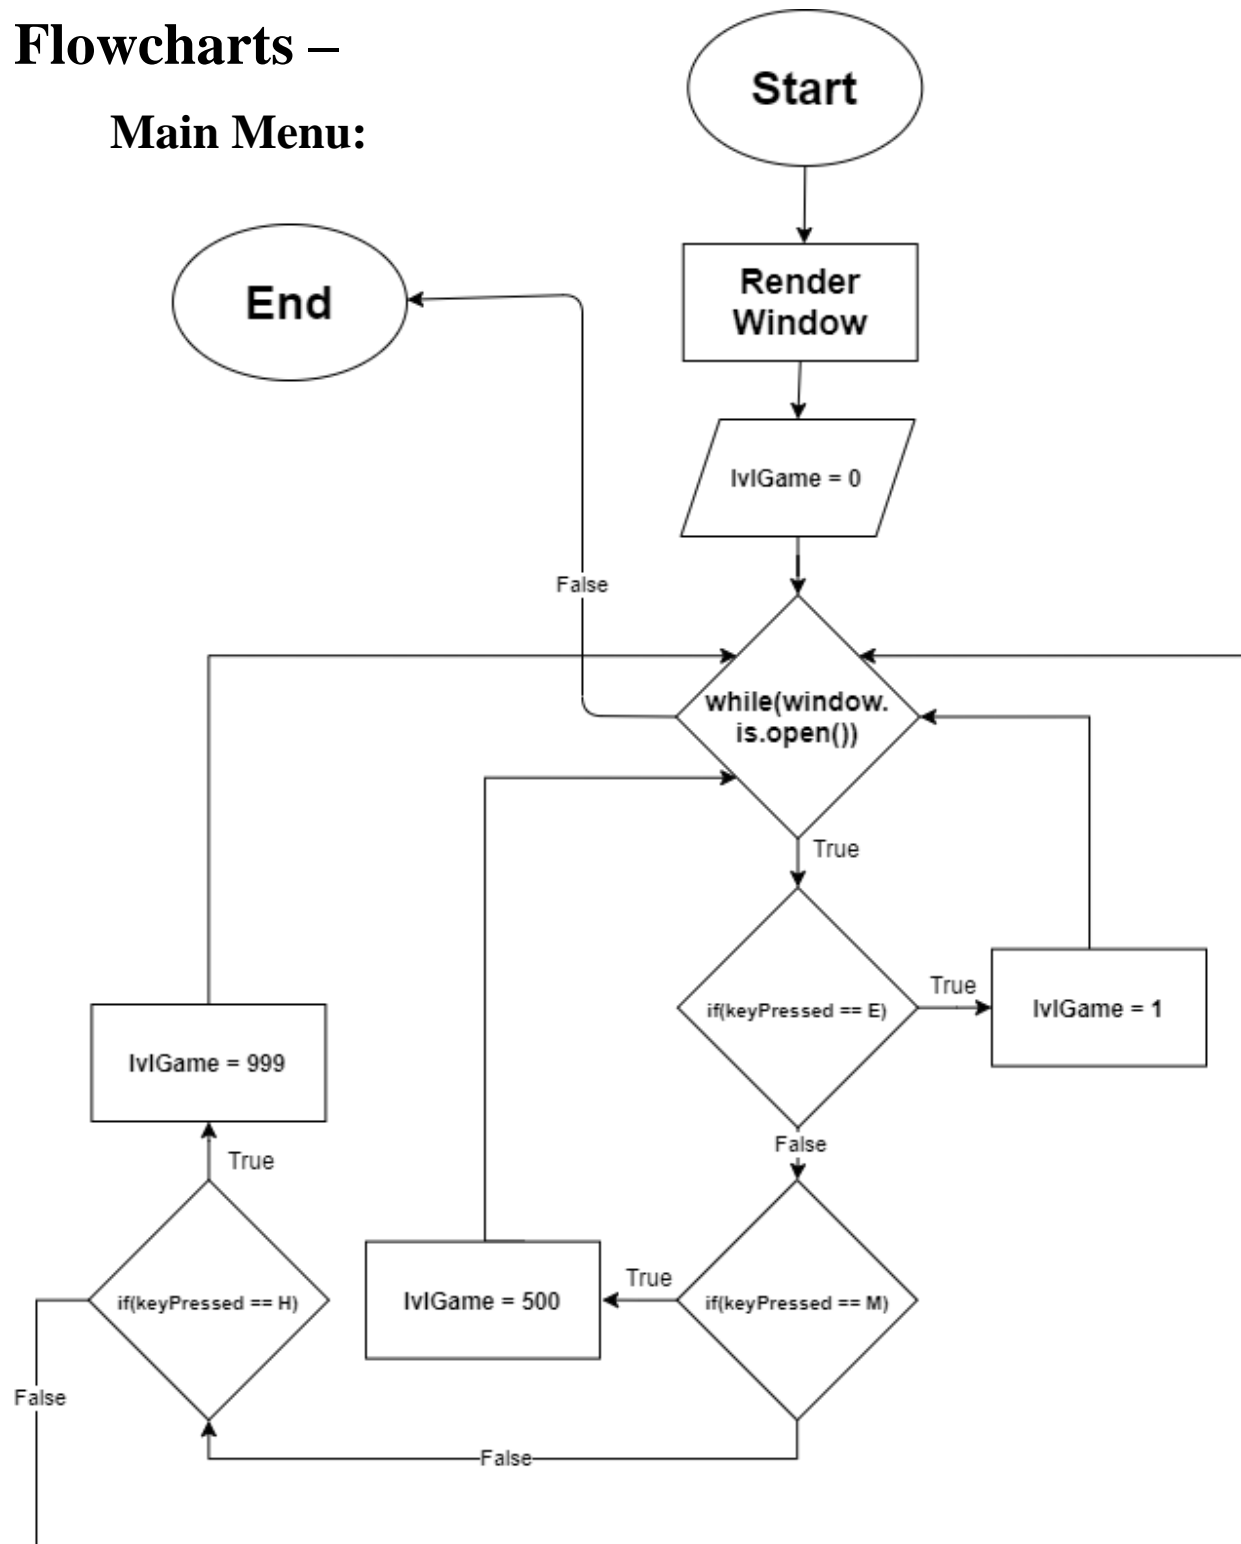 Flowcharts –
Main Menu:
Start
End
Render
Window
lvlGame = 0
False
while(window.
is.open())
True
if(keyPressed == E)
True
lvlGame = 1
False
lvlGame = 999
True
if(keyPressed == H)
False
if(keyPressed == M)
True
lvlGame = 500
False